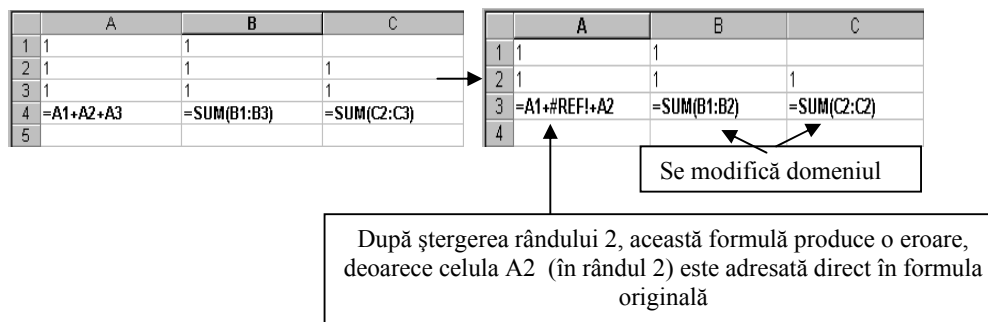 A B C
1 1 1
2 1 1 1
3 1 1 1
4 =A1+A2+A3 =SUM(B1:B3) =SUM(C2:C3)
5
A B C
1 1 1
2 1 1 1
3 =A1+#REF!+A2 =SUM(B1:B2) =SUM(C2:C2)
4
Se modifică domeniul
După ştergerea rândului 2, această formulă produce o eroare,
deoarece celula A2 (în rândul 2) este adresată direct în formula
originală